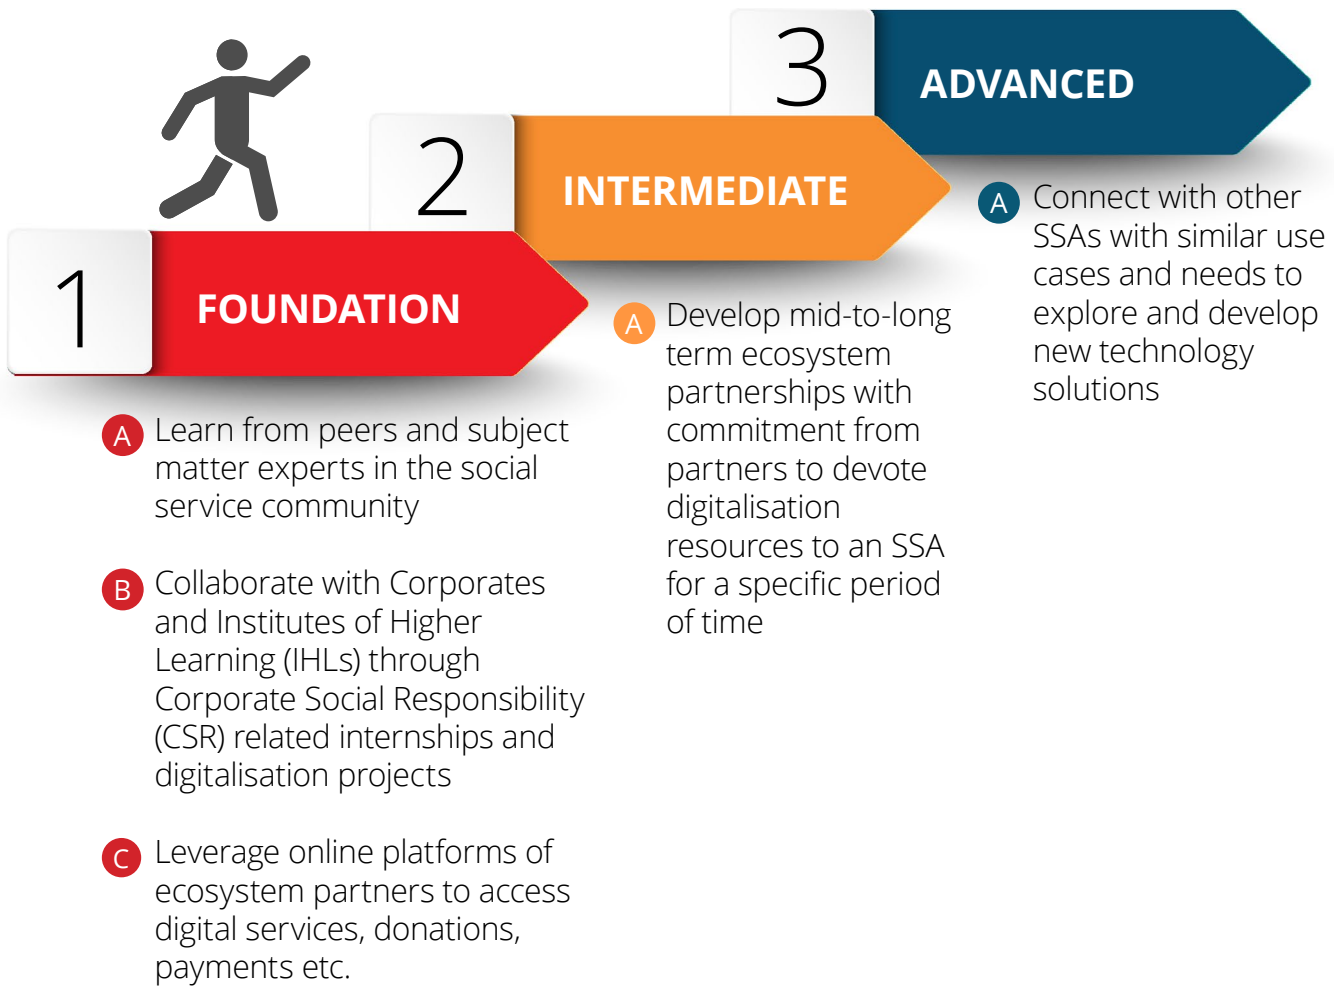 1
FOUNDATION
A
Learn from peers and subject
matter experts in the social
service community
B
Collaborate with Corporates
and Institutes of Higher
Learning (IHLs) through
Corporate Social Responsibility
(CSR) related internships and
digitalisation projects
C
Leverage online platforms of
ecosystem partners to access
digital services, donations,
payments etc.
2
INTERMEDIATE
A
Develop mid-to-long
term ecosystem
partnerships with
commitment from
partners to devote
digitalisation
resources to an SSA
for a specific period
of time
3
ADVANCED
A
Connect with other
SSAs with similar use
cases and needs to
explore and develop
new technology
solutions